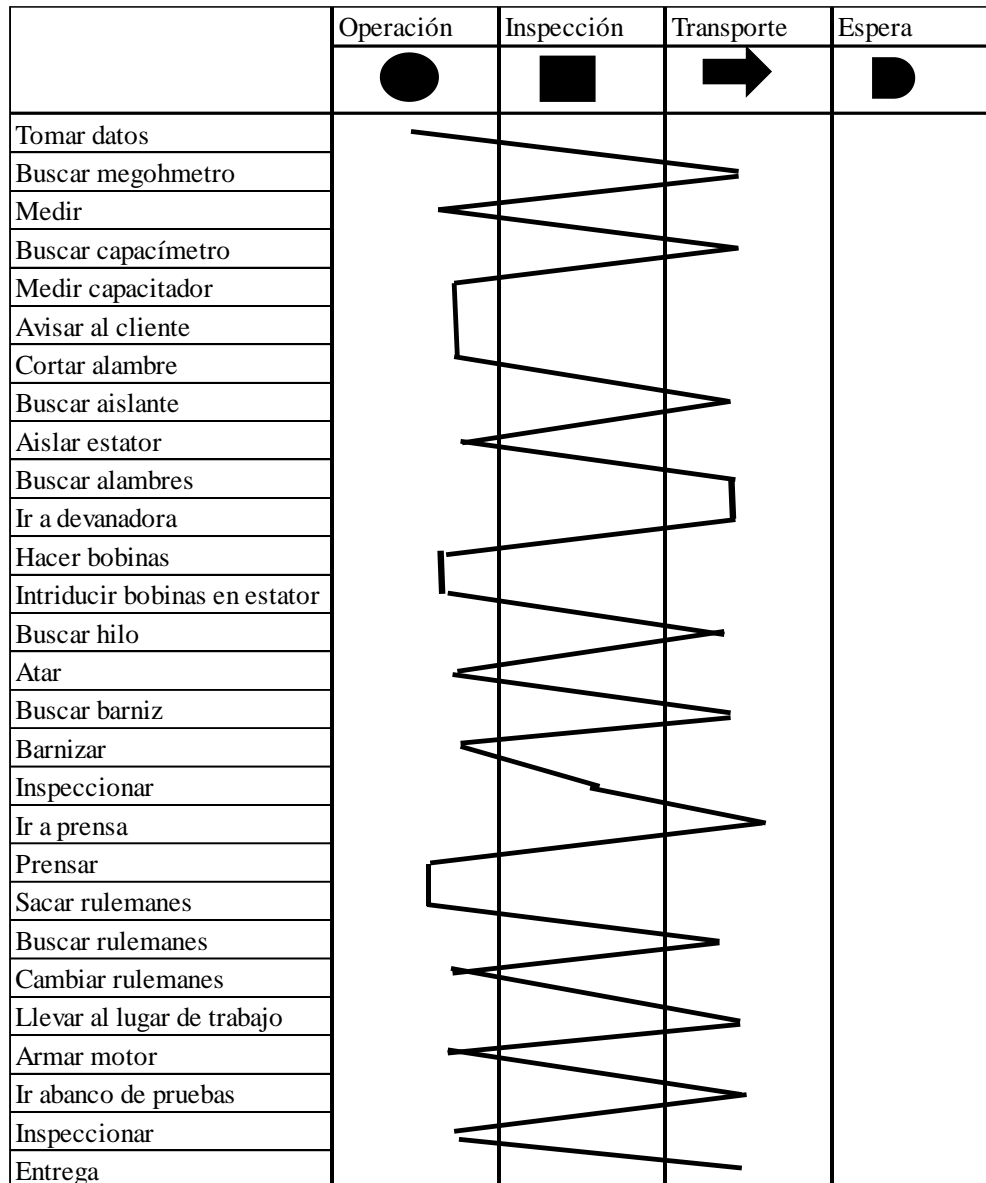 Operación Inspección Transporte Espera
Tomar datos
Buscar megohmetro
Medir
Buscar capacímetro
Medir capacitador
Avisar al cliente
Cortar alambre
Buscar aislante
Aislar estator
Buscar alambres
Ir a devanadora
Hacer bobinas
Intriducir bobinas en estator
Buscar hilo
Atar
Buscar barniz
Barnizar
Inspeccionar
Ir a prensa
Prensar
Sacar rulemanes
Buscar rulemanes
Cambiar rulemanes
Llevar al lugar de trabajo
Armar motor
Ir abanco de pruebas
Inspeccionar
Entrega